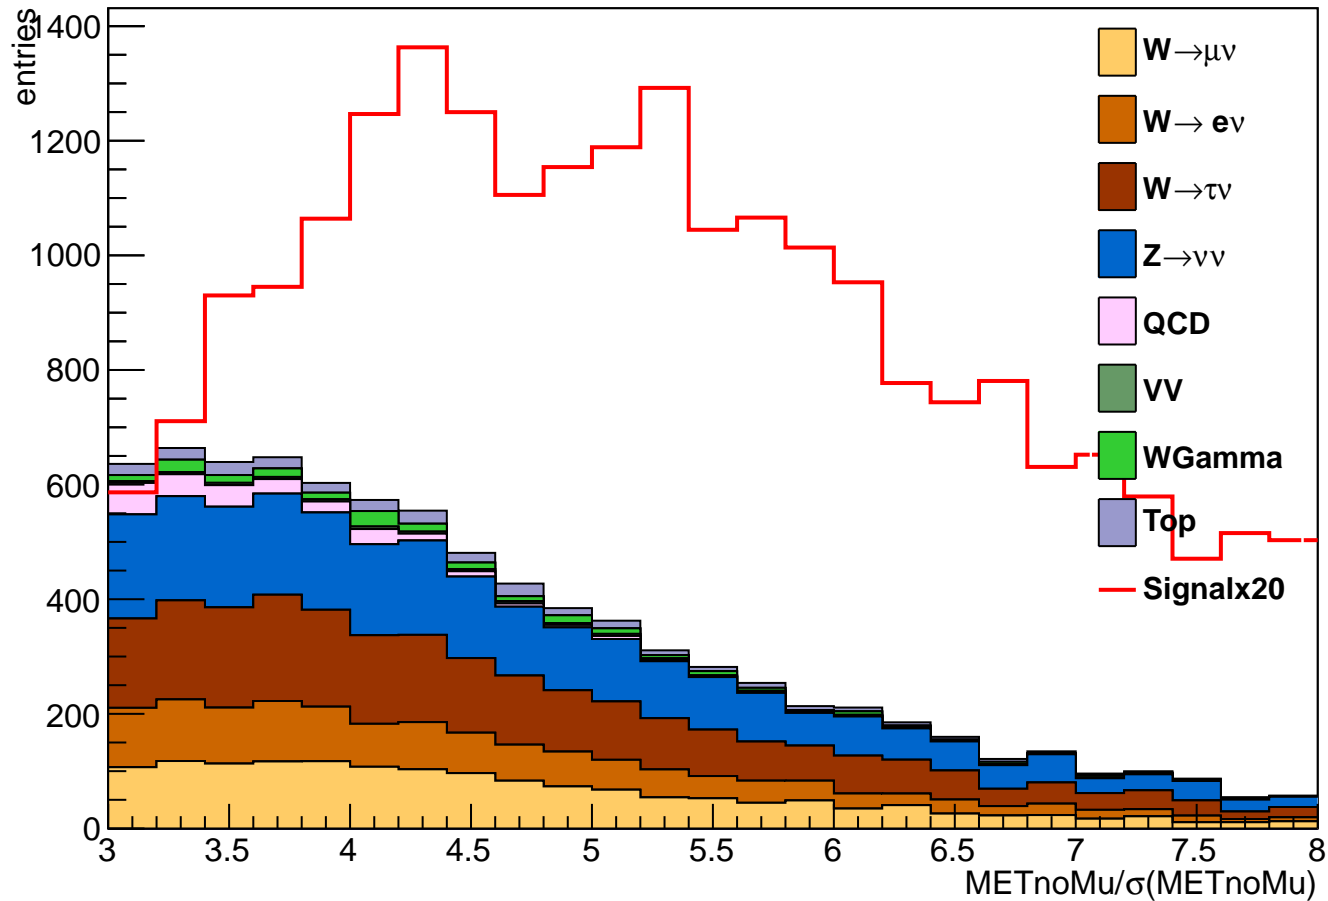 entries
1400
1200
1000
800
600
400
200
0
3
3.5
4
4.5
5
5.5
6
6.5
7
7.5
8
METnoMu/σ(METnoMu)
W→μν
W→ eν
W→τν
Z→νν
QCD
VV
WGamma
Top
Signalx20